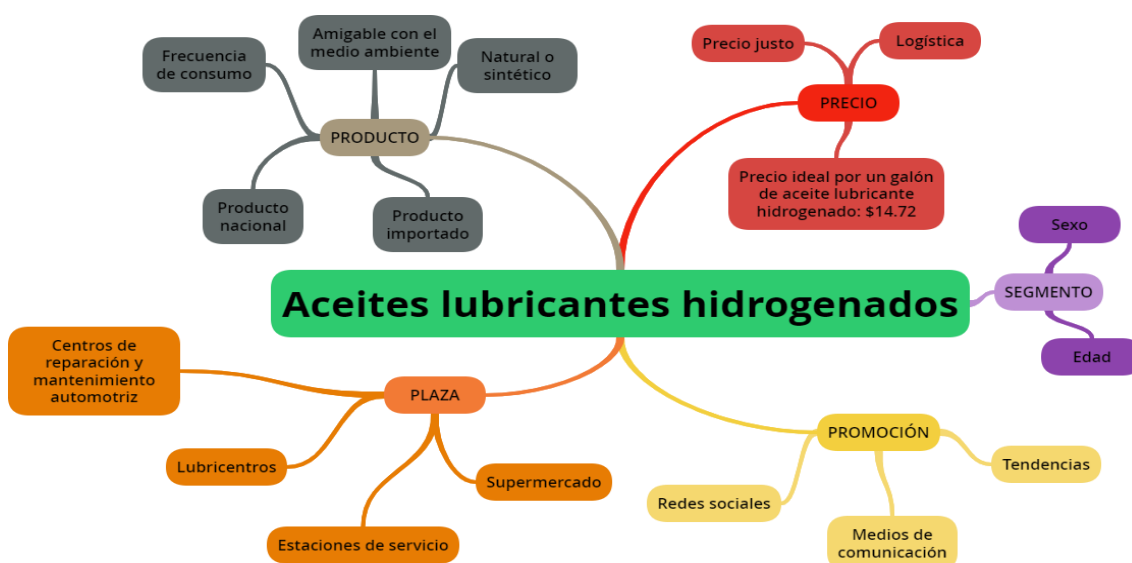 Amigable con el
medio ambiente
Frecuencia
de consumo
Natural o
sintético
PRODUCTO
Producto
nacional
Producto
importado
Precio justo
Logística
PRECIO
Precio ideal por un galón
de aceite lubricante
hidrogenado: $14.72
Sexo
SEGMENTO
Edad
Aceites lubricantes hidrogenados
Centros de
reparación y
mantenimiento
automotriz
PLAZA
Lubricentros
Supermercado
Estaciones de servicio
PROMOCIÓN
Tendencias
Redes sociales
Medios de
comunicación